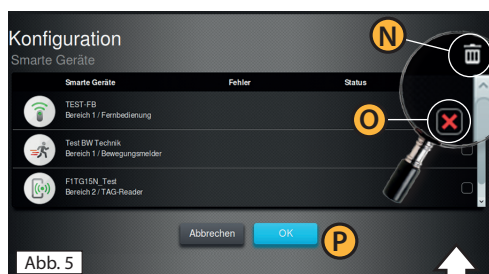 Konfiguration
N
Smarte Geräte
Smarte Geräte Fehler Status
TEST-FB
Bereich 1 / Fernbedienung
O
Test BW Technik
Bereich 1 / Bewegungsmelder
F1TG15N_Test
Bereich 2 / TAG-Reader
Abbrechen OK P
Abb. 5